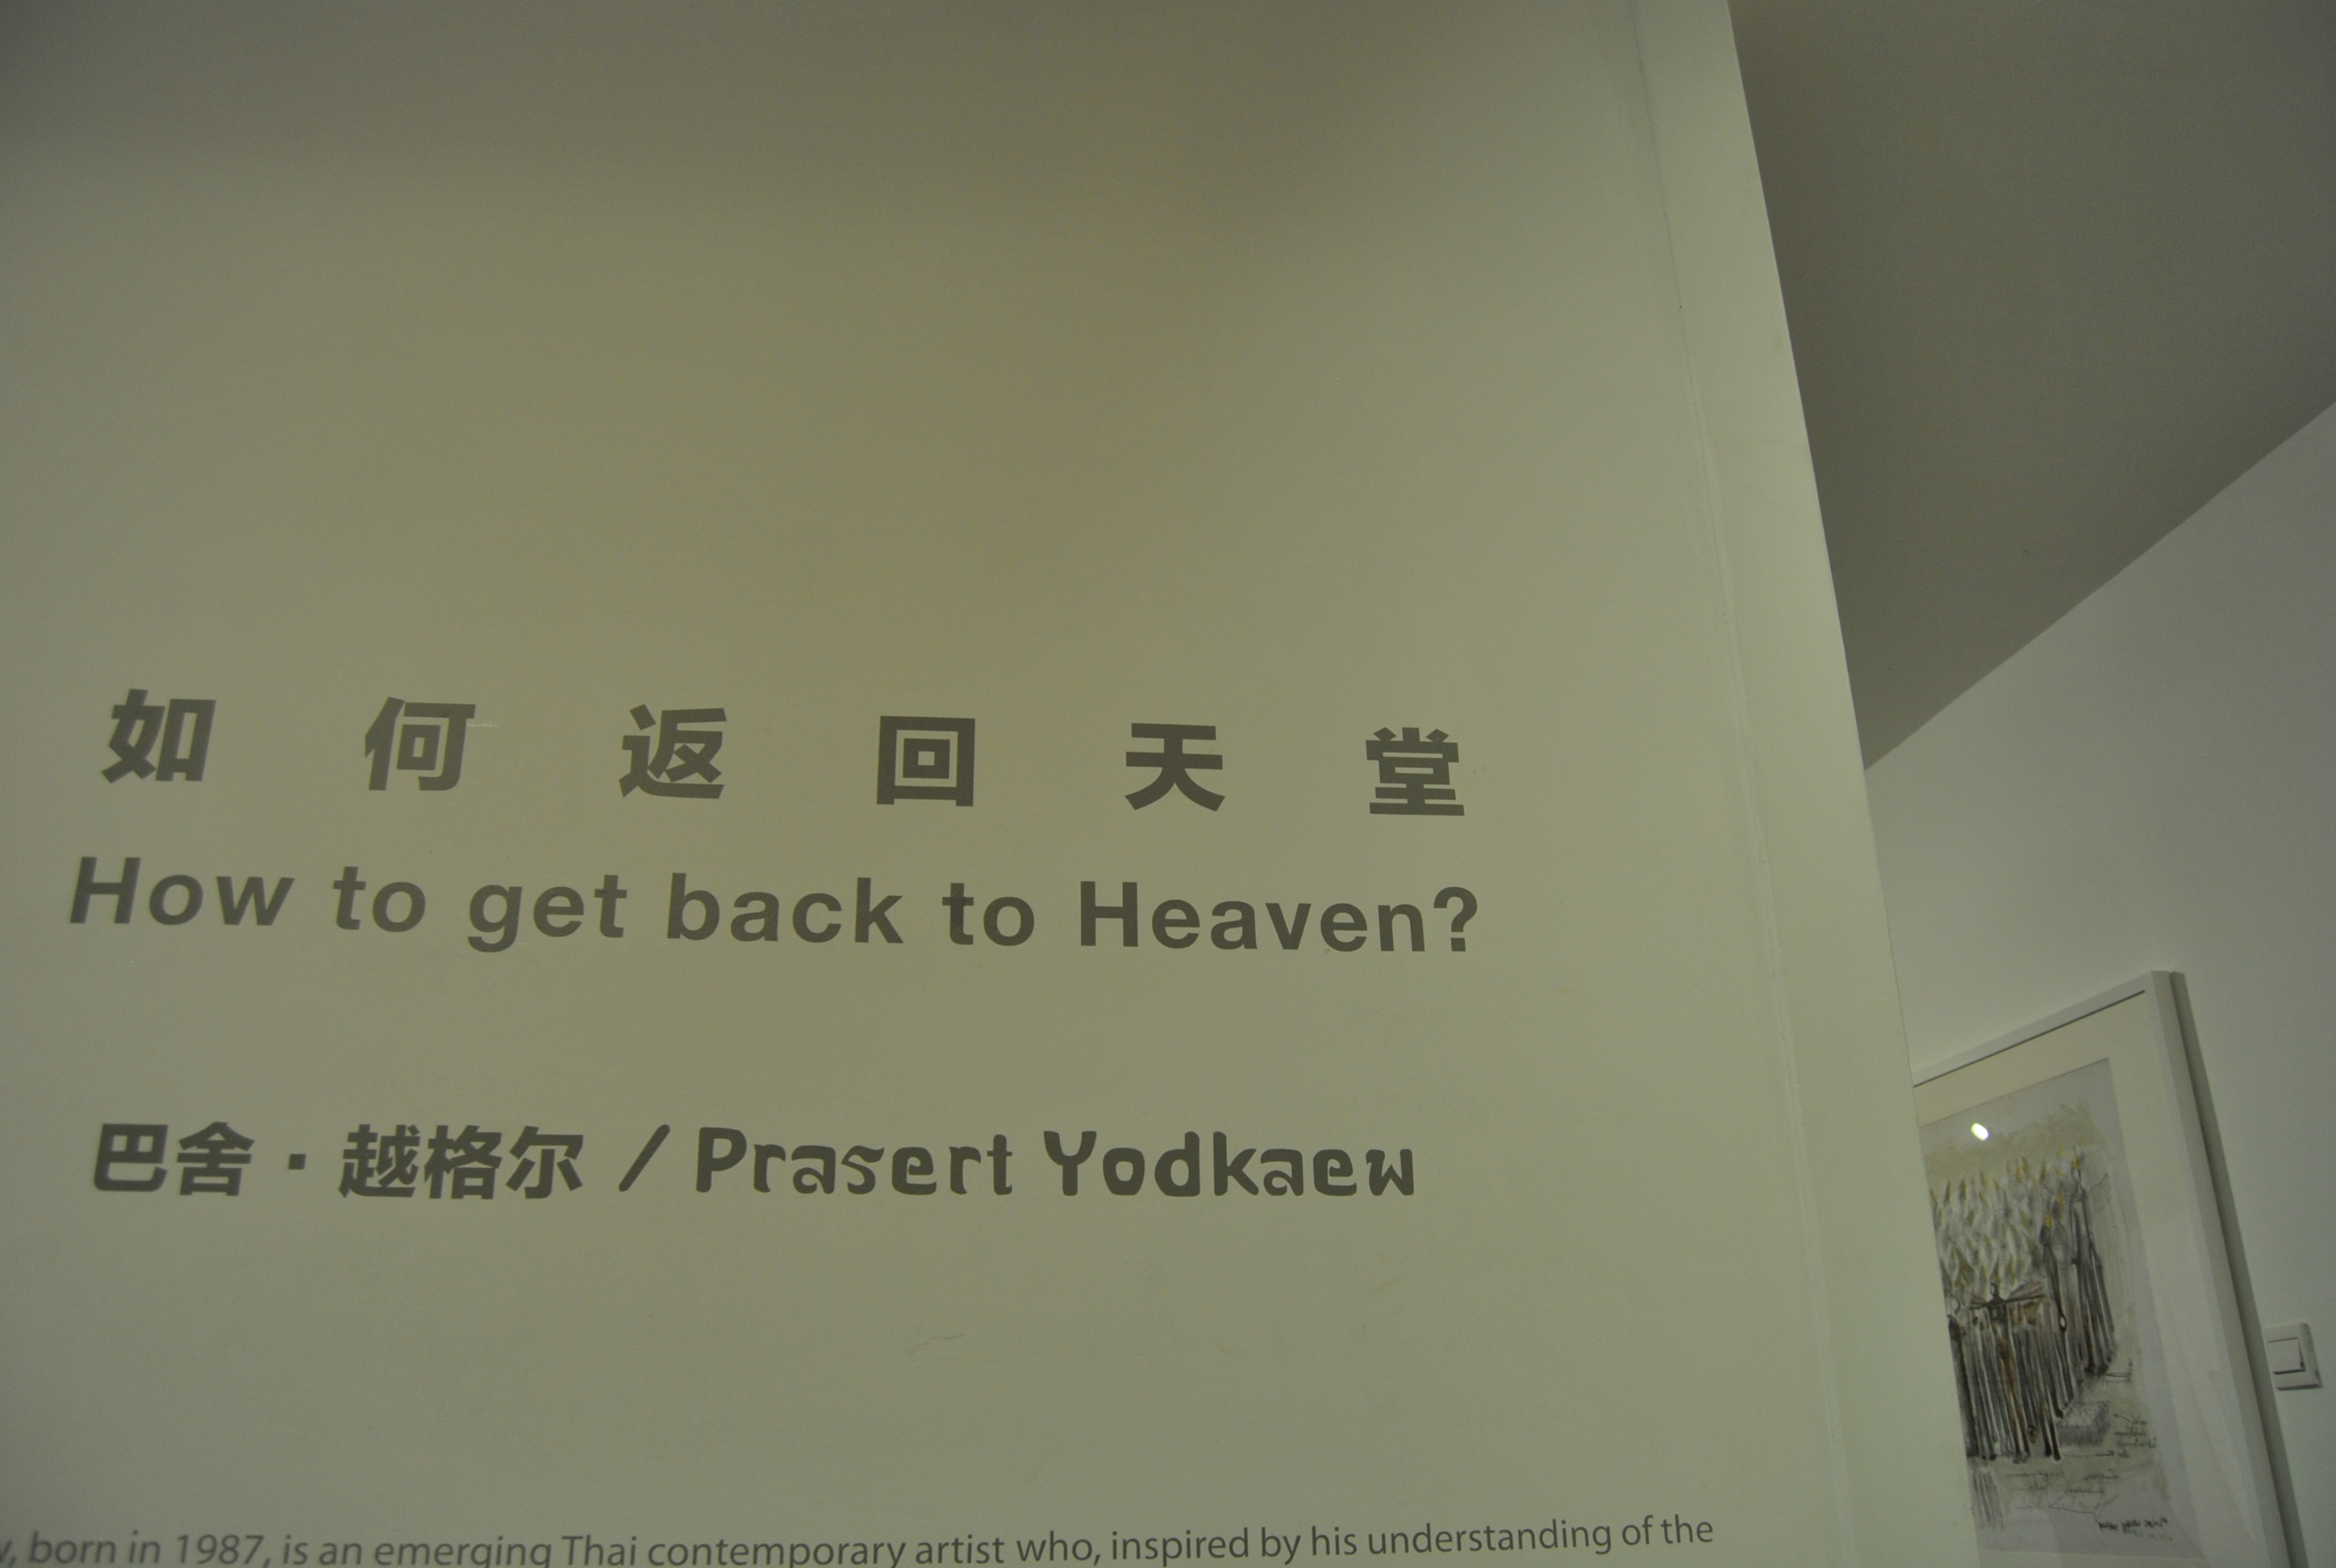 如何返回天堂
How to get back to Heaven?
巴舍·越格尔 / Prasert Yodkaew
, born in 1987, is an emerging Thai contemporary artist who, inspired by his understanding of the